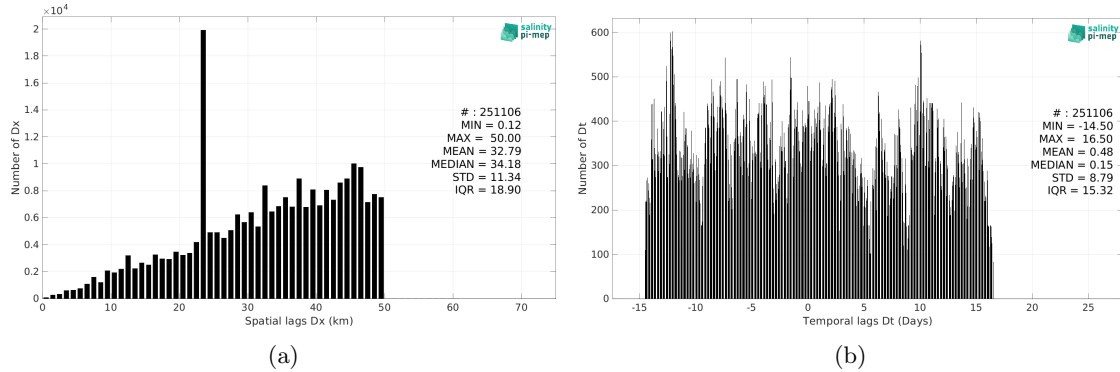 ×10⁴
salinity
pi-mep
2
1.8
1.6
1.4
1.2
1
0.8
0.6
0.4
0.2
0
Number of Dx
# : 251106
MIN = 0.12
MAX = 50.00
MEAN = 32.79
MEDIAN = 34.18
STD = 11.34
IQR = 18.90
0 10 20 30 40 50 60 70
Spatial lags Dx (km)
(a)
salinity
pi-mep
600
500
400
300
200
100
0
Number of Dt
# : 251106
MIN = -14.50
MAX = 16.50
MEAN = 0.48
MEDIAN = 0.15
STD = 8.79
IQR = 15.32
-15 -10 -5 0 5 10 15 20 25
Temporal lags Dt (Days)
(b)